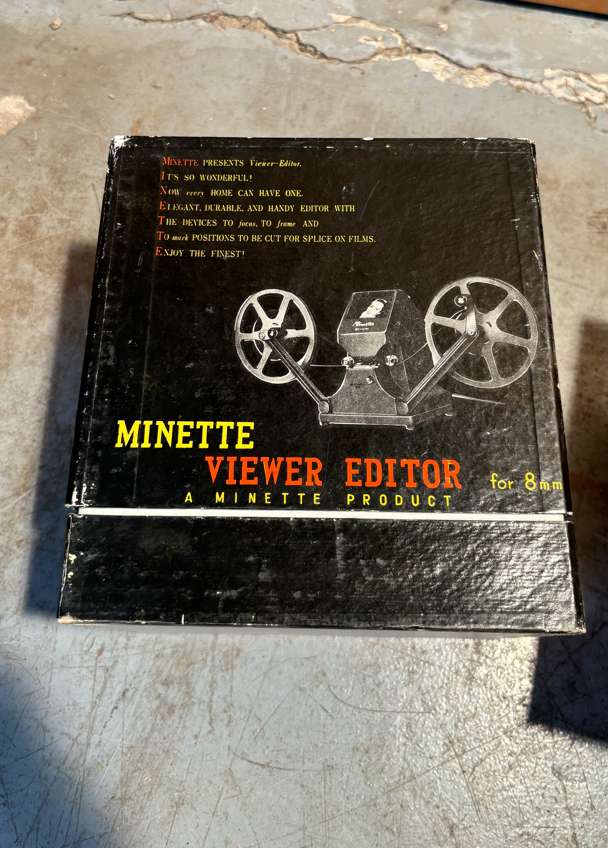 MINETTE PRESENTS Viewer-Editor.
IT'S SO WONDERFUL!
NOW every HOME CAN HAVE ONE.
ELEGANT, DURABLE, AND HANDY EDITOR WITH
THE DEVICES TO focus, TO frame AND
TO mark POSITIONS TO BE CUT FOR SPLICE ON FILMS.
ENJOY THE FINEST!
Minette
MINETTE
VIEWER EDITOR for 8mm
A MINETTE PRODUCT